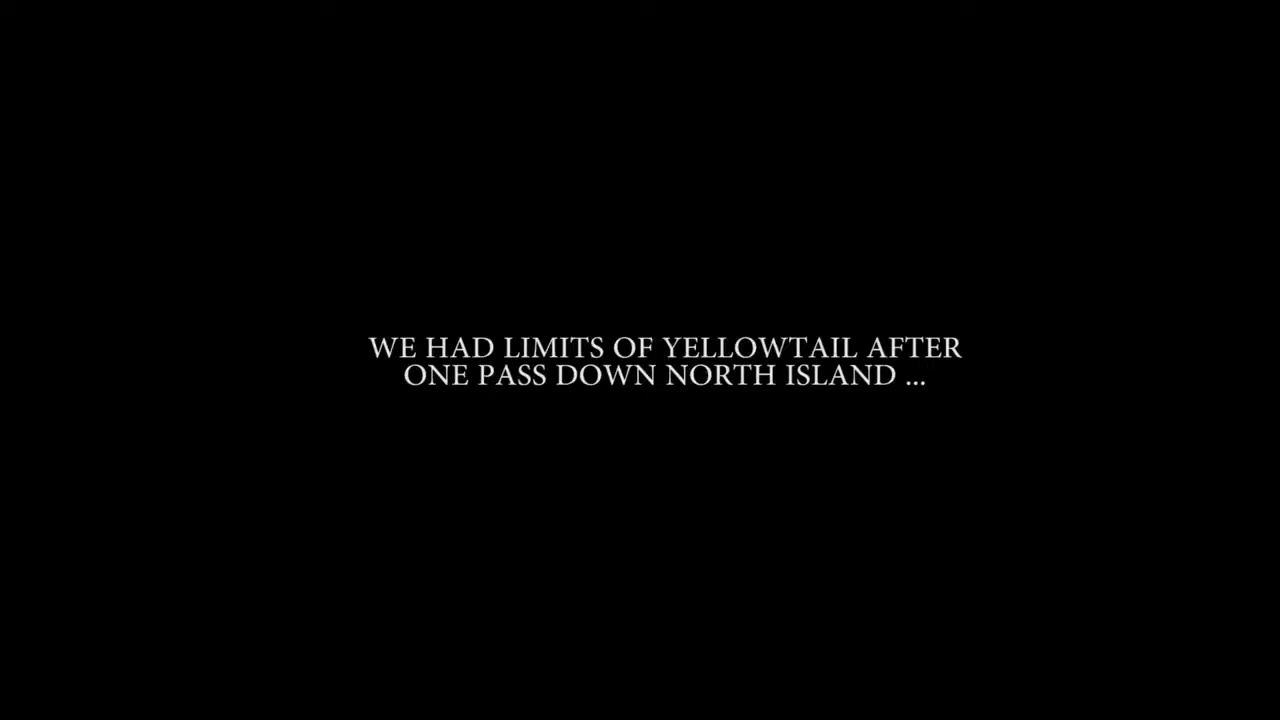 WE HAD LIMITS OF YELLOWTAIL AFTER
ONE PASS DOWN NORTH ISLAND ...